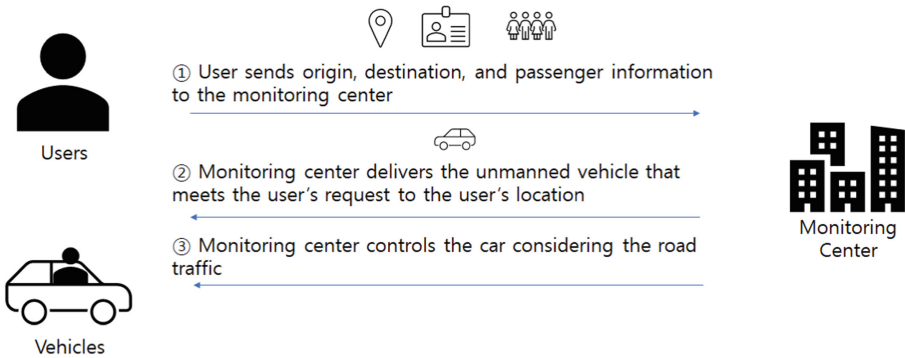 ① User sends origin, destination, and passenger information
to the monitoring center
Users
② Monitoring center delivers the unmanned vehicle that
meets the user's request to the user's location
③ Monitoring center controls the car considering the road
traffic
Monitoring
Center
Vehicles